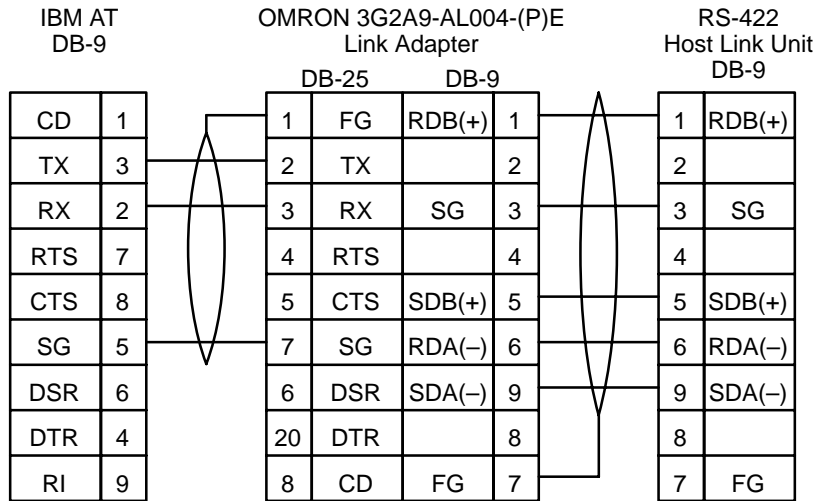 IBM AT
DB-9
OMRON 3G2A9-AL004-(P)E
Link Adapter
RS-422
Host Link Unit
DB-9
DB-25 DB-9
CD 1 1 FG RDB(+) 1 1 RDB(+)
TX 3 2 TX 2 2
RX 2 3 RX SG 3 3 SG
RTS 7 4 RTS 4 4
CTS 8 5 CTS SDB(+) 5 5 SDB(+)
SG 5 7 SG RDA(–) 6 6 RDA(–)
DSR 6 6 DSR SDA(–) 9 9 SDA(–)
DTR 4 20 DTR 8 8
RI 9 8 CD FG 7 7 FG